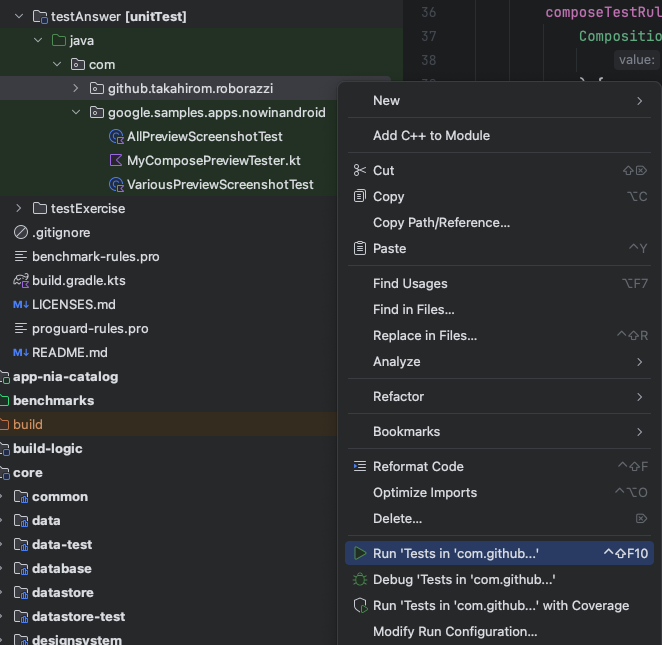 testAnswer [unitTest]
java
com
github.takahirom.roborazzi
google.samples.apps.nowinandroid
AllPreviewScreenshotTest
MyComposePreviewTester.kt
VariousPreviewScreenshotTest
testExercise
.gitignore
benchmark-rules.pro
build.gradle.kts
M↓ LICENSES.md
proguard-rules.pro
M↓ README.md
app-nia-catalog
benchmarks
build
build-logic
core
common
data
data-test
database
datastore
datastore-test
designsystem
36 composeTestRul
37 Compositio
38 value:
New
Add C++ to Module
Cut ⇧⌦
Copy ⌥C
Copy Path/Reference...
Paste ^Y
Find Usages ⌥F7
Find in Files...
Replace in Files... ^⇧R
Analyze
Refactor
Bookmarks
Reformat Code ^⇧F
Optimize Imports ^⌥O
Delete... ⌦
Run 'Tests in 'com.github...' ^⇧F10
Debug 'Tests in 'com.github...'
Run 'Tests in 'com.github...' with Coverage
Modify Run Configuration...